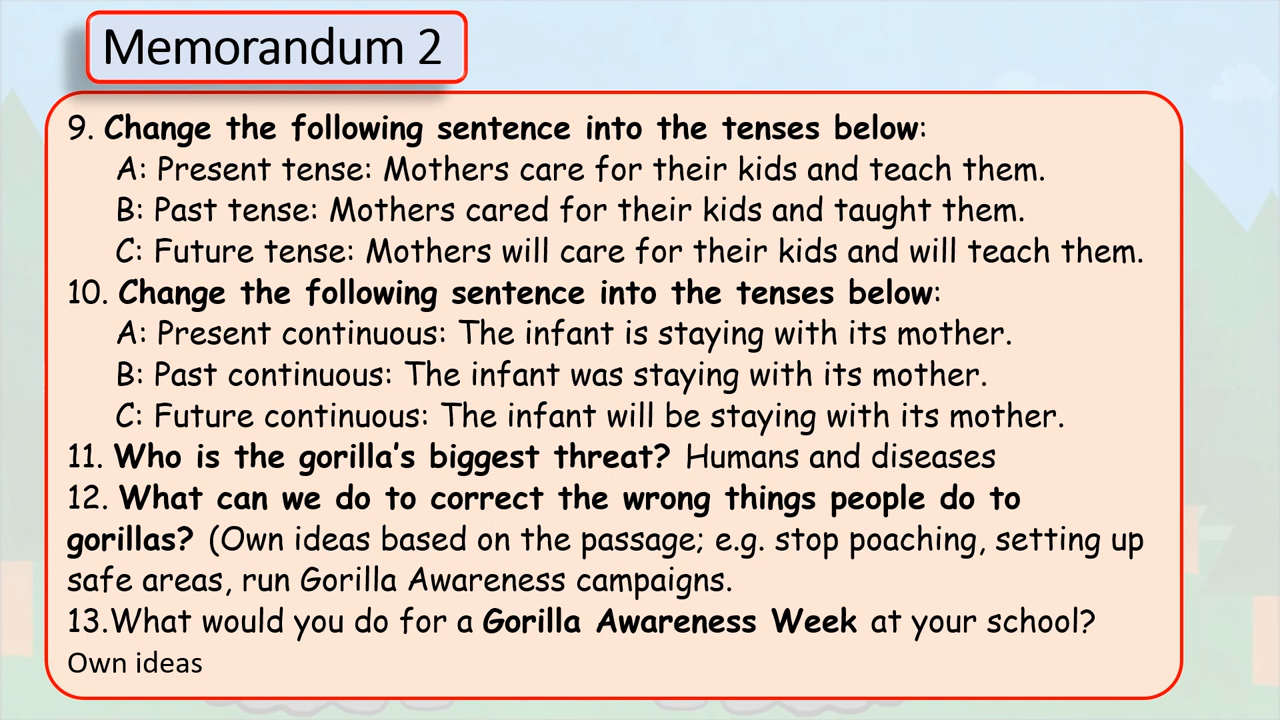 Memorandum 2
9. Change the following sentence into the tenses below:
A: Present tense: Mothers care for their kids and teach them.
B: Past tense: Mothers cared for their kids and taught them.
C: Future tense: Mothers will care for their kids and will teach them.
10. Change the following sentence into the tenses below:
A: Present continuous: The infant is staying with its mother.
B: Past continuous: The infant was staying with its mother.
C: Future continuous: The infant will be staying with its mother.
11. Who is the gorilla’s biggest threat? Humans and diseases
12. What can we do to correct the wrong things people do to
gorillas? (Own ideas based on the passage; e.g. stop poaching, setting up
safe areas, run Gorilla Awareness campaigns.
13.What would you do for a Gorilla Awareness Week at your school?
Own ideas